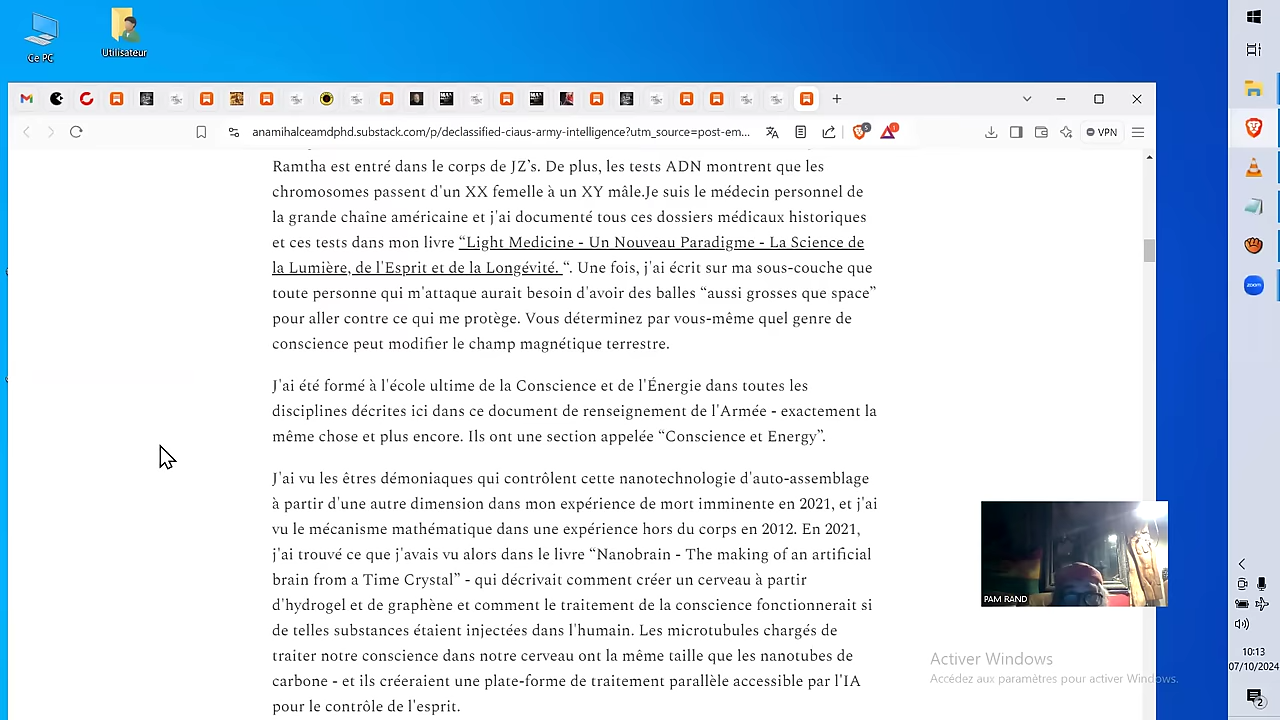 Ce PC
Utilisateur
anamihalceamdphd.substack.com/p/declassified-ciaus-army-intelligence?utm_source=post-em...
VPN
Ramtha est entré dans le corps de JZ’s. De plus, les tests ADN montrent que les
chromosomes passent d'un XX femelle à un XY mâle.Je suis le médecin personnel de
la grande chaîne américaine et j'ai documenté tous ces dossiers médicaux historiques
et ces tests dans mon livre “Light Medicine - Un Nouveau Paradigme - La Science de
la Lumière, de l'Esprit et de la Longévité. “. Une fois, j'ai écrit sur ma sous-couche que
toute personne qui m'attaque aurait besoin d'avoir des balles “aussi grosses que space”
pour aller contre ce qui me protège. Vous déterminez par vous-même quel genre de
conscience peut modifier le champ magnétique terrestre.
J'ai été formé à l'école ultime de la Conscience et de l'Énergie dans toutes les
disciplines décrites ici dans ce document de renseignement de l'Armée - exactement la
même chose et plus encore. Ils ont une section appelée “Conscience et Energy”.
J'ai vu les êtres démoniaques qui contrôlent cette nanotechnologie d'auto-assemblage
à partir d'une autre dimension dans mon expérience de mort imminente en 2021, et j'ai
vu le mécanisme mathématique dans une expérience hors du corps en 2012. En 2021,
j'ai trouvé ce que j'avais vu alors dans le livre “Nanobrain - The making of an artificial
brain from a Time Crystal” - qui décrivait comment créer un cerveau à partir
d'hydrogel et de graphène et comment le traitement de la conscience fonctionnerait si
de telles substances étaient injectées dans l'humain. Les microtubules chargés de
traiter notre conscience dans notre cerveau ont la même taille que les nanotubes de
carbone - et ils créeraient une plate-forme de traitement parallèle accessible par l'IA
pour le contrôle de l'esprit.
PAM RAND
Activer Windows
Accédez aux paramètres pour activer Windows.
zoom
10:13
07/10/2024
2